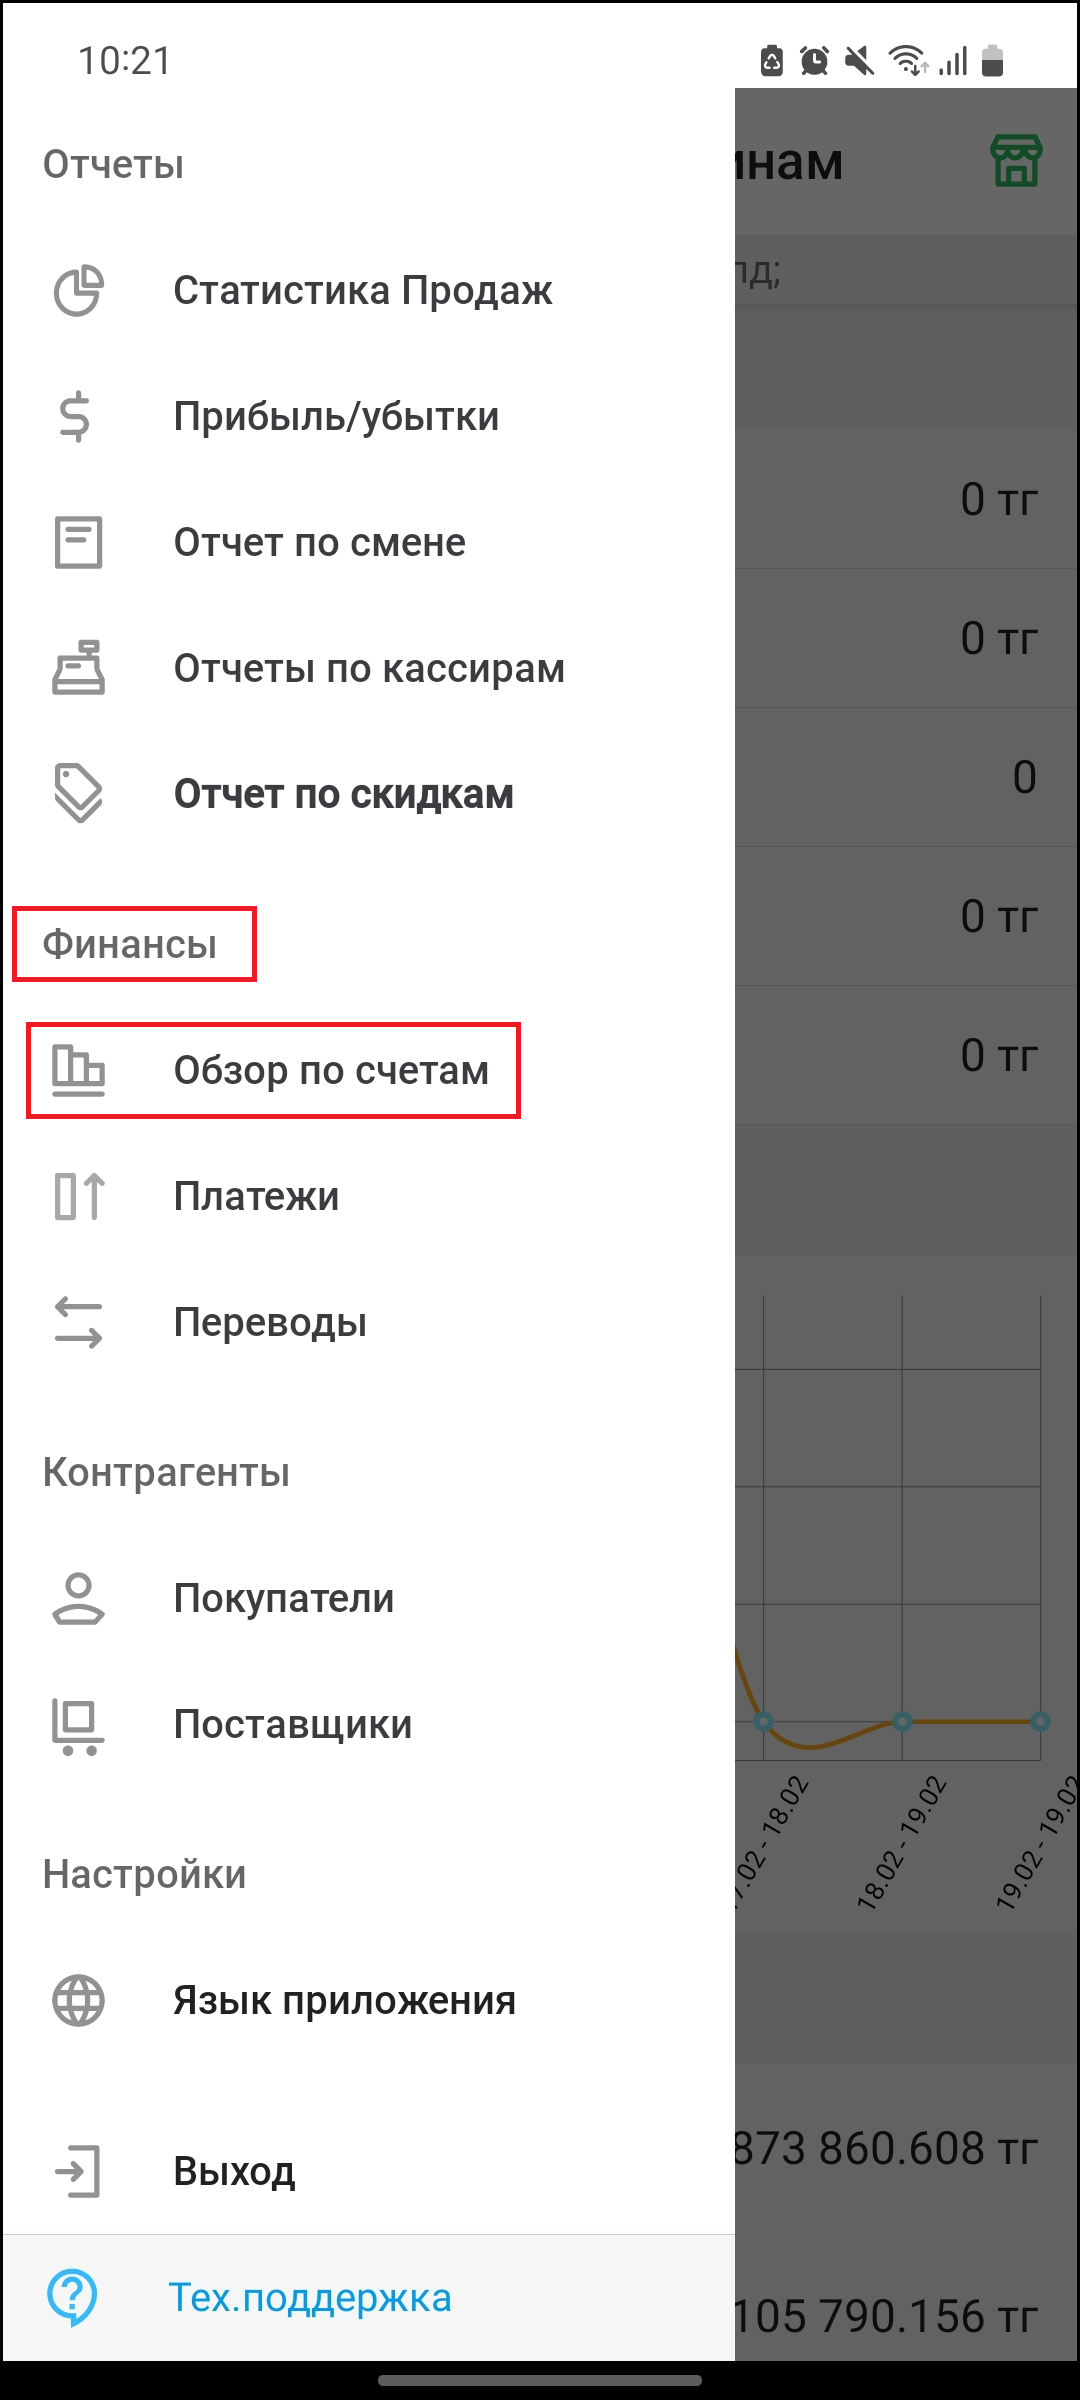 10:21
Отчеты
Статистика Продаж
Прибыль/убытки
Отчет по смене
Отчеты по кассирам
Отчет по скидкам
Финансы
Обзор по счетам
Платежи
Переводы
Контрагенты
Покупатели
Поставщики
Настройки
Язык приложения
Выход
Тех.поддержка
0 тг
0 тг
0
0 тг
0 тг
18.02
18.02 - 19.02
19.02 - 19.02
873 860.608 тг
105 790.156 тг